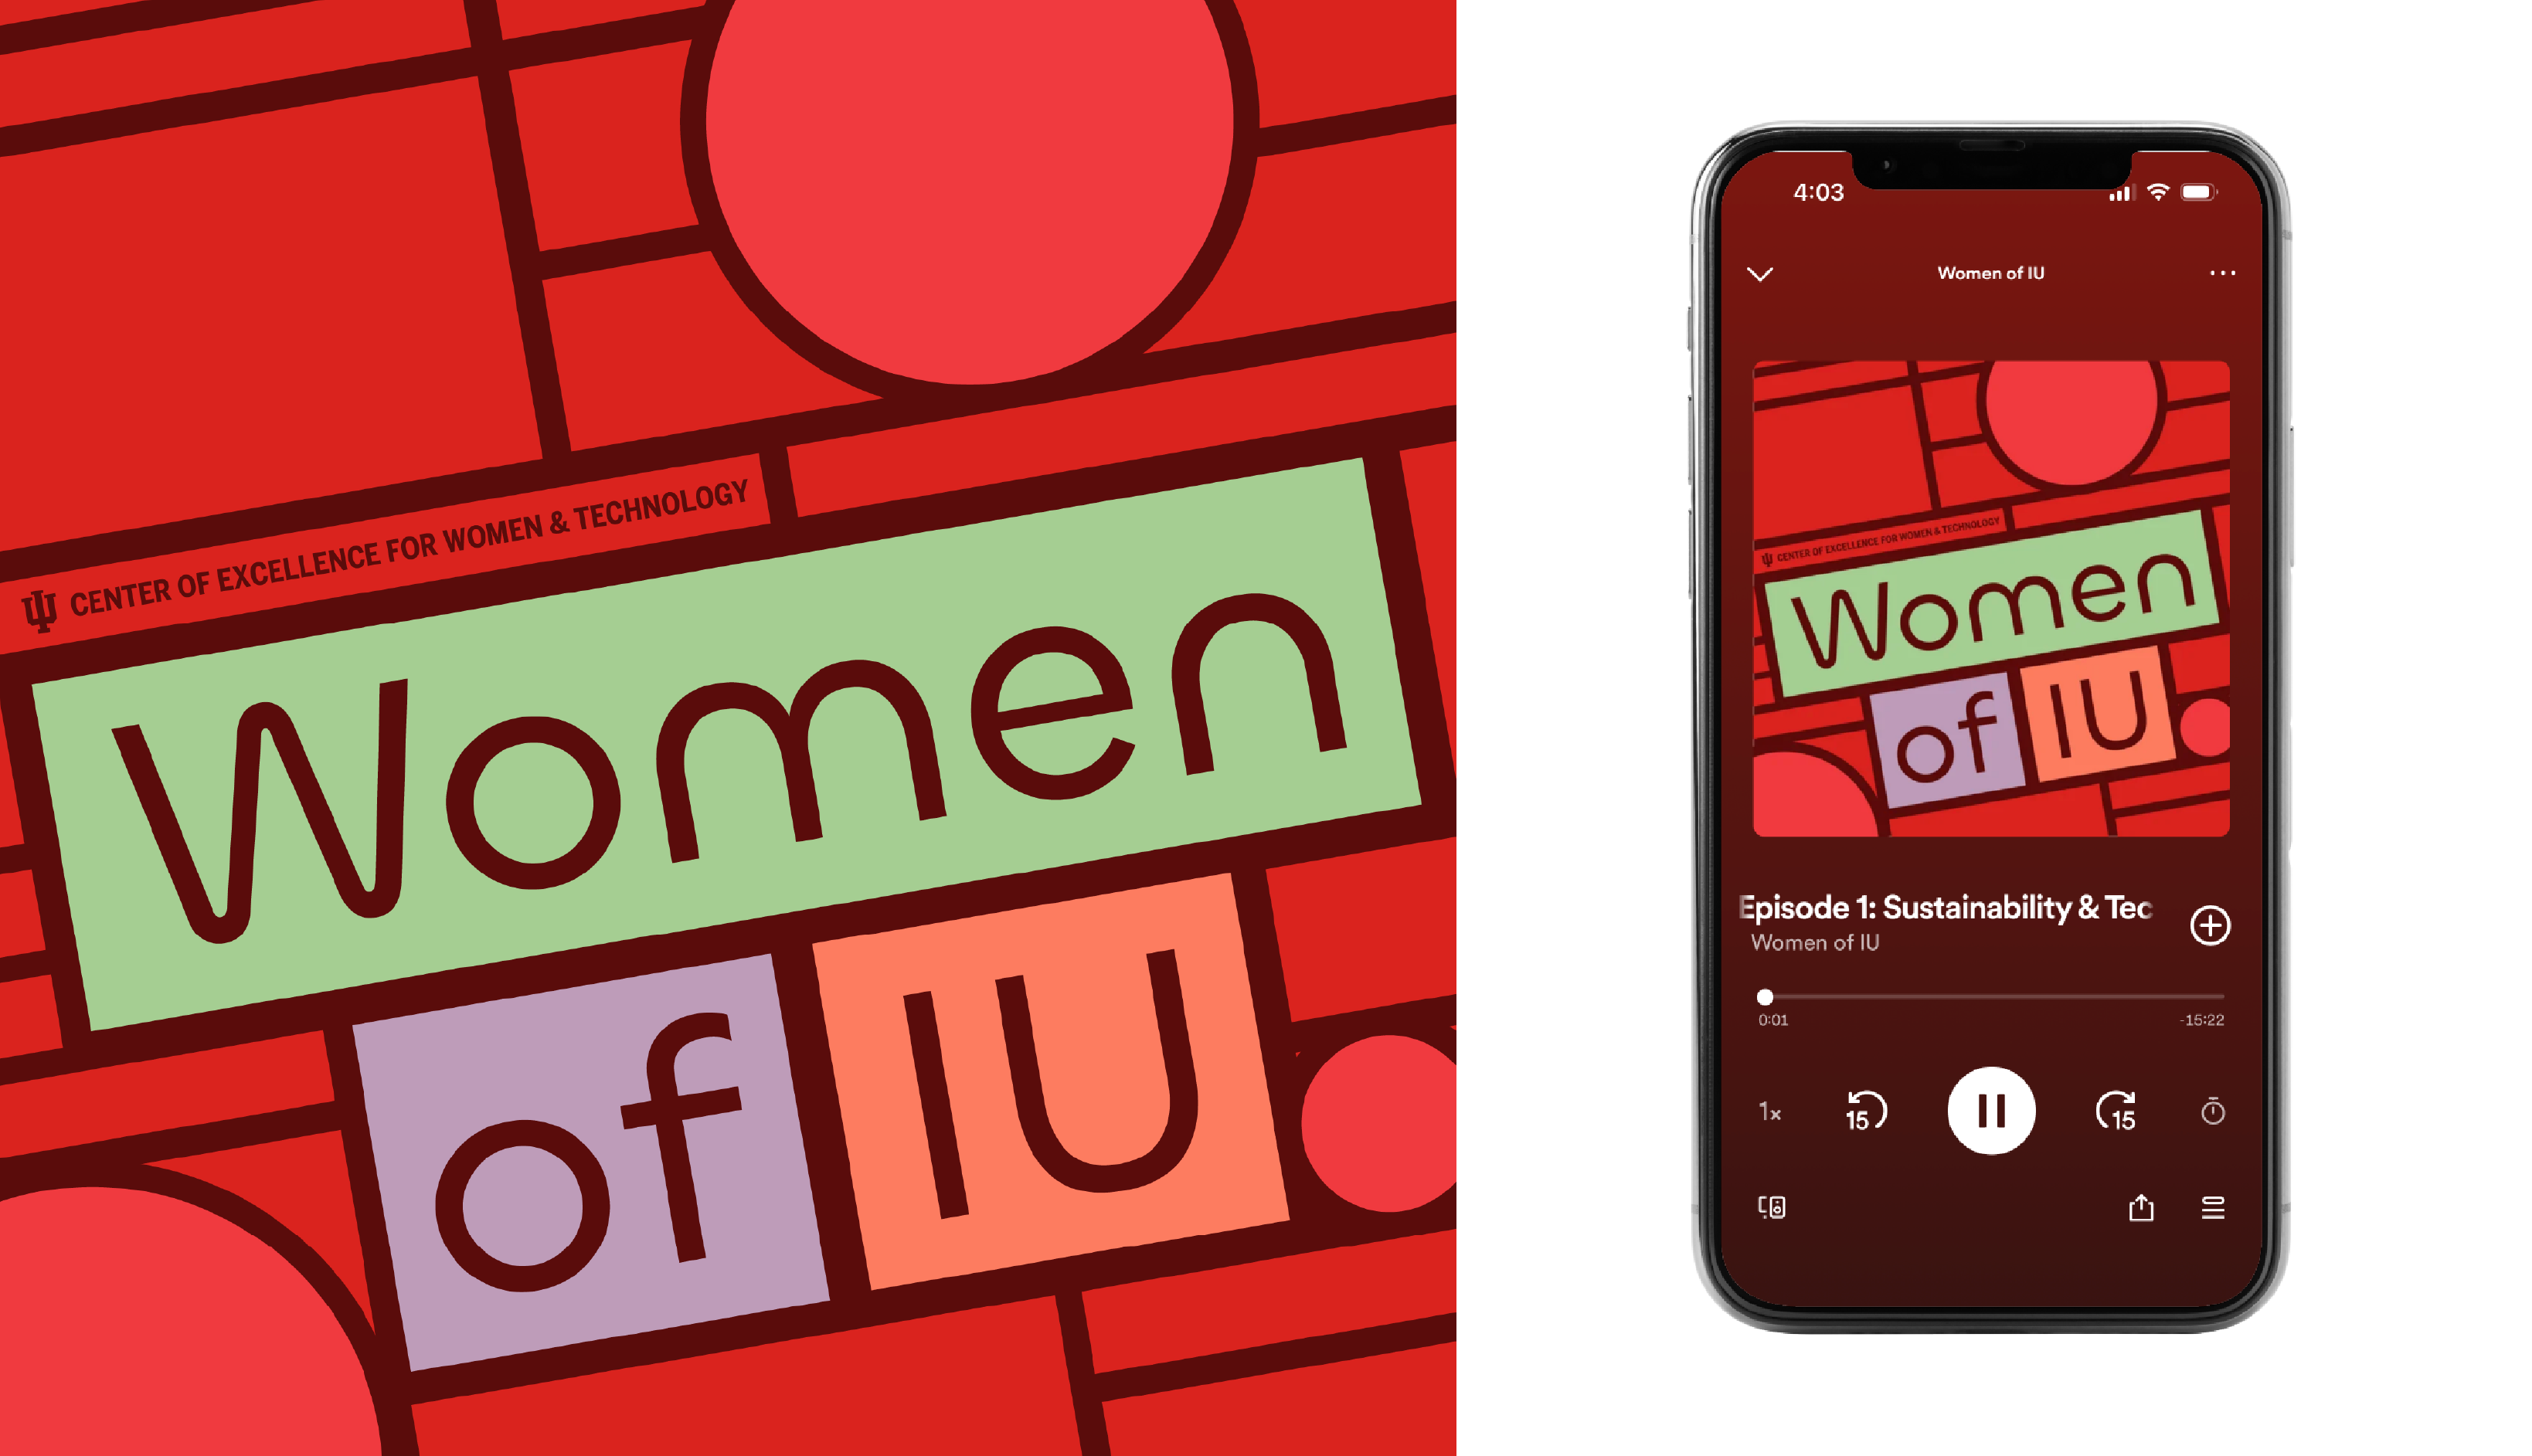 CENTER OF EXCELLENCE FOR WOMEN & TECHNOLOGY
Women
of IU
4:03
Women of IU
CENTER OF EXCELLENCE FOR WOMEN & TECHNOLOGY
Women
of IU
Episode 1: Sustainability & Tec
Women of IU
0:01
-15:22
1x
15
15